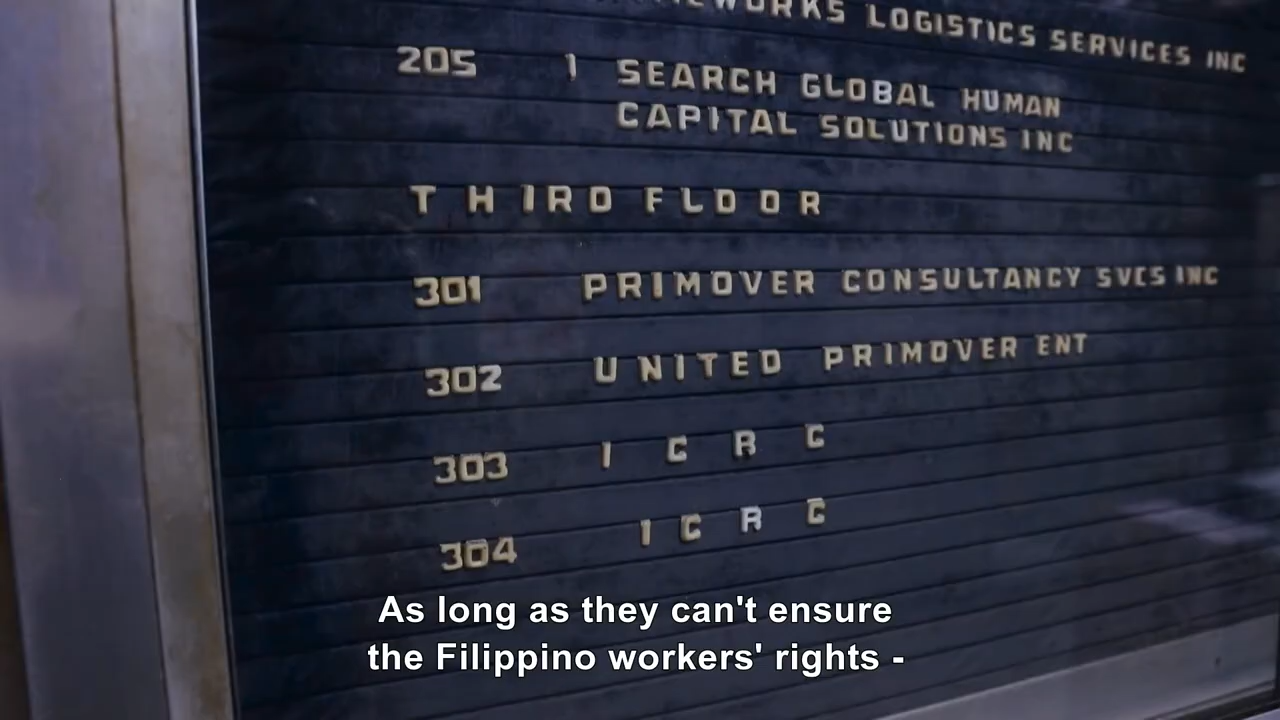 LOGISTICS SERVICES INC
205 1 SEARCH GLOBAL HUMAN
CAPITAL SOLUTIONS INC
THIRD FLOOR
301 PRIMOVER CONSULTANCY SVCS INC
302 UNITED PRIMOVER ENT
303 I C R C
304 I C R C
As long as they can't ensure
the Filippino workers' rights -